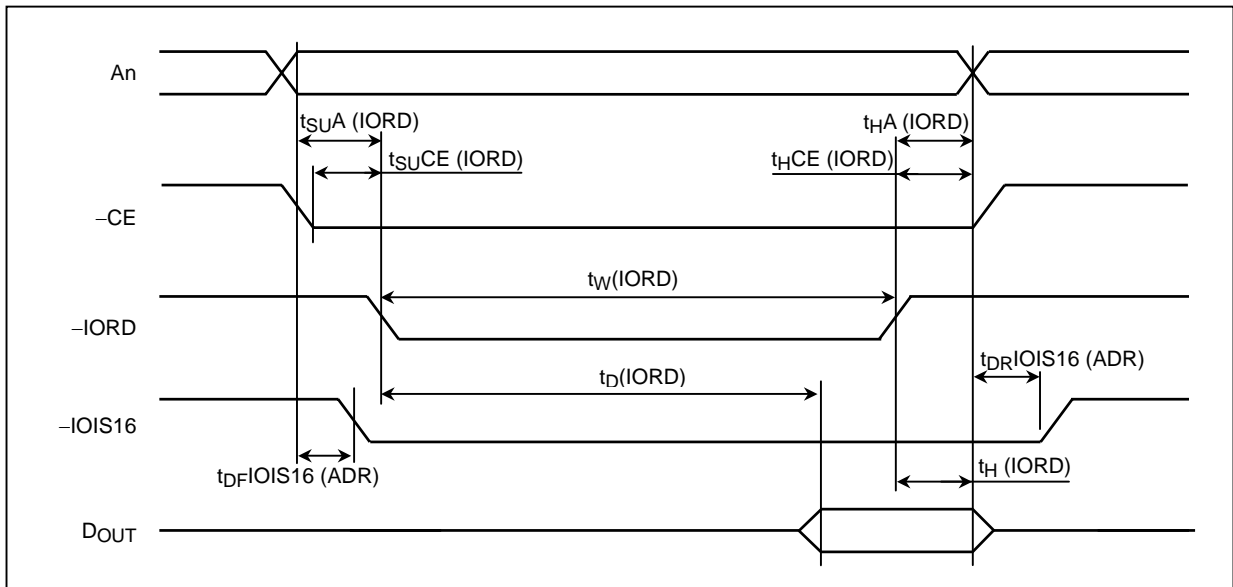 An
tSUA (IORD)
tHA (IORD)
tSUCE (IORD)
tHCE (IORD)
–CE
tW(IORD)
–IORD
tD(IORD)
tDRIOIS16 (ADR)
–IOIS16
tDFIOIS16 (ADR)
tH (IORD)
DOUT